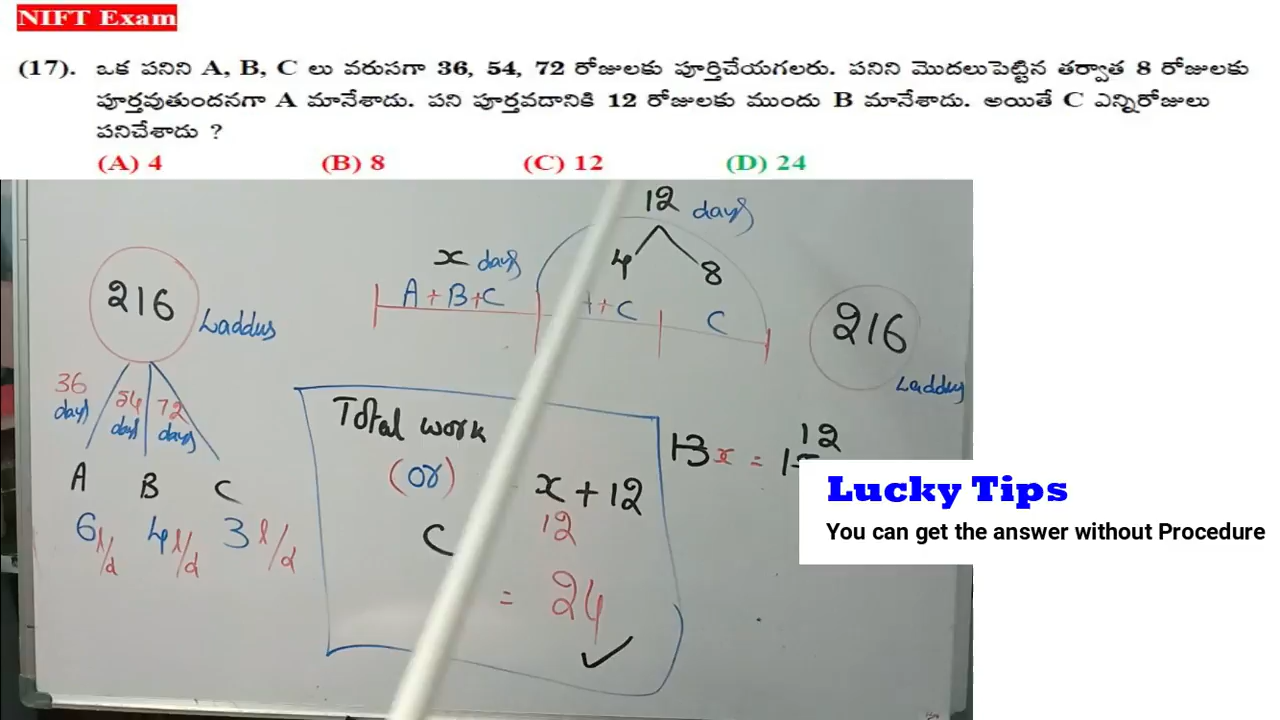 NIFT Exam
(17). ఒక పనిని A, B, C లు వరుసగా 36, 54, 72 రోజులకు పూర్తిచేయగలరు. పనిని మొదలుపెట్టిన తర్వాత 8 రోజులకు
పూర్తవుతుందనగా A మానేశాడు. పని పూర్తవడానికి 12 రోజులకు ముందు B మానేశాడు. అయితే C ఎన్నిరోజులు
పనిచేశాడు ?
(A) 4 (B) 8 (C) 12 (D) 24
12 days
4 8
x days
A+B+C +C C
216 Laddus
36 days 54 days 72 days
A B C
6 l/d 4 l/d 3 l/d
216 Laddus
Total work
(or)
C
x+12
12
= 24
13x = 12
Lucky Tips
You can get the answer without Procedure